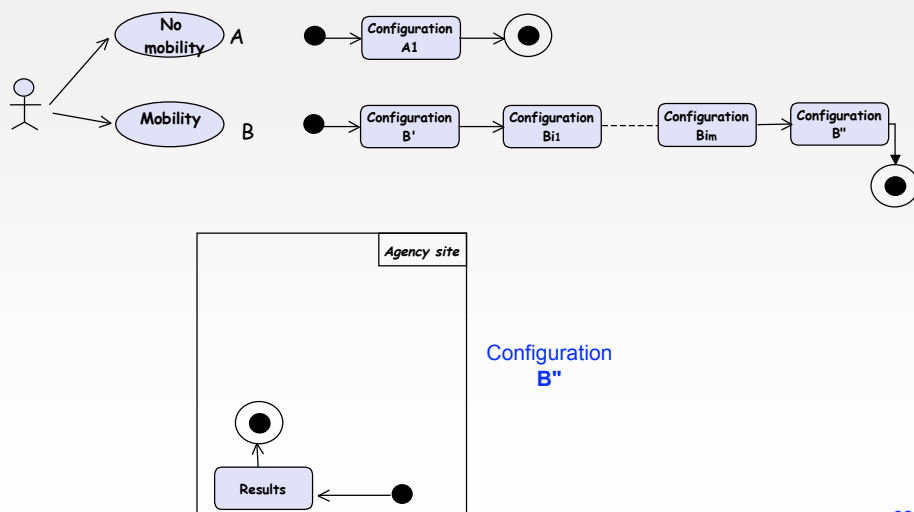 No
mobility
A
Configuration
A1
Mobility
B
Configuration
B'
Configuration
Bi1
Configuration
Bim
Configuration
B"
Agency site
Configuration
B"
Results